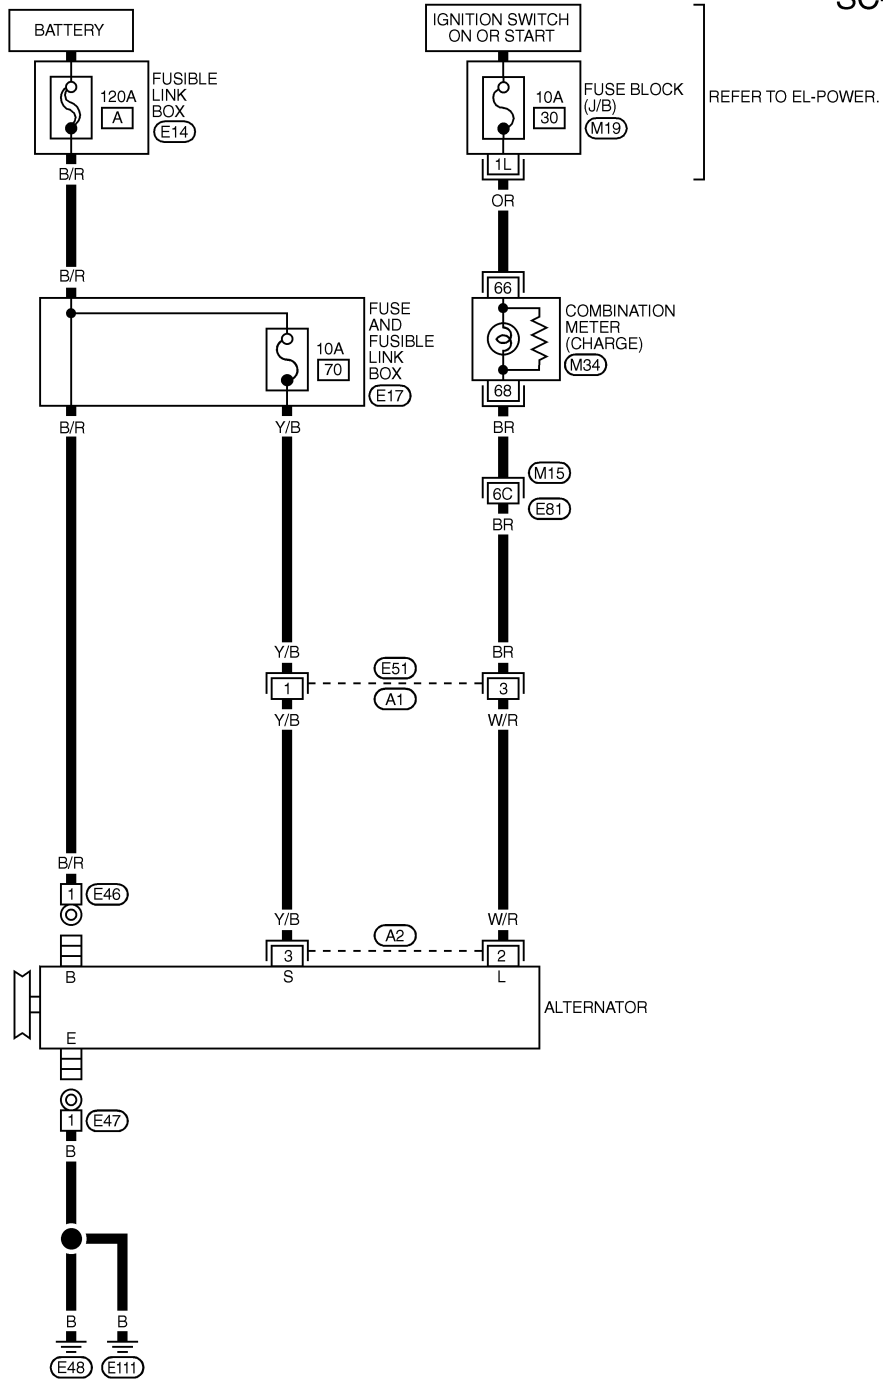 BATTERY
IGNITION SWITCH
ON OR START
FUSIBLE
LINK
BOX
E14
120A
A
10A
30
FUSE BLOCK
(J/B)
M19
REFER TO EL-POWER.
1L
B/R
OR
B/R
66
FUSE
AND
FUSIBLE
LINK
BOX
E17
10A
70
COMBINATION
METER
(CHARGE)
M34
68
B/R
Y/B
BR
M15
6C
E81
BR
Y/B
BR
E51
1
3
A1
Y/B
W/R
B/R
1
E46
Y/B
W/R
A2
3
2
B
S
L
ALTERNATOR
E
1
E47
B
B
B
E48
E111